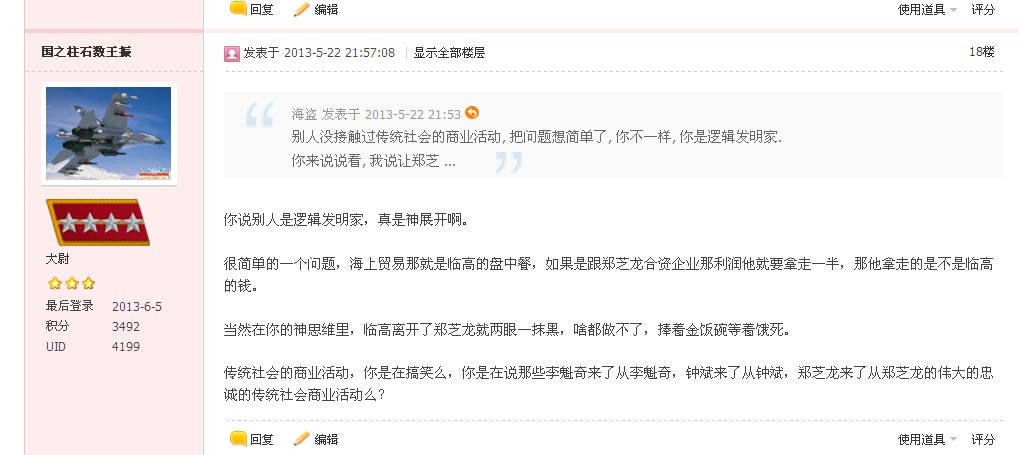 回复 编辑 使用道具 评分
国之柱石数王振
发表于 2013-5-22 21:57:08 | 显示全部楼层 18楼
海盗 发表于 2013-5-22 21:53
别人没接触过传统社会的商业活动, 把问题想简单了, 你不一样, 你是逻辑发明家.
你来说说看, 我说让郑芝 ...
大尉
最后登录 2013-6-5
积分 3492
UID 4199
你说别人是逻辑发明家，真是神展开啊。
很简单的一个问题，海上贸易那就是临高的盘中餐，如果是跟郑芝龙合资企业那利润他就要拿走一半，那他拿走的是不是临高
的钱。
当然在你的神思维里，临高离开了郑芝龙就两眼一抹黑，啥都做不了，捧着金饭碗等着饿死。
传统社会的商业活动，你是在搞笑么，你是在说那些李魁奇来了从李魁奇，钟斌来了从钟斌，郑芝龙来了从郑芝龙的伟大的忠
诚的传统社会商业活动么？
回复 编辑 使用道具 评分